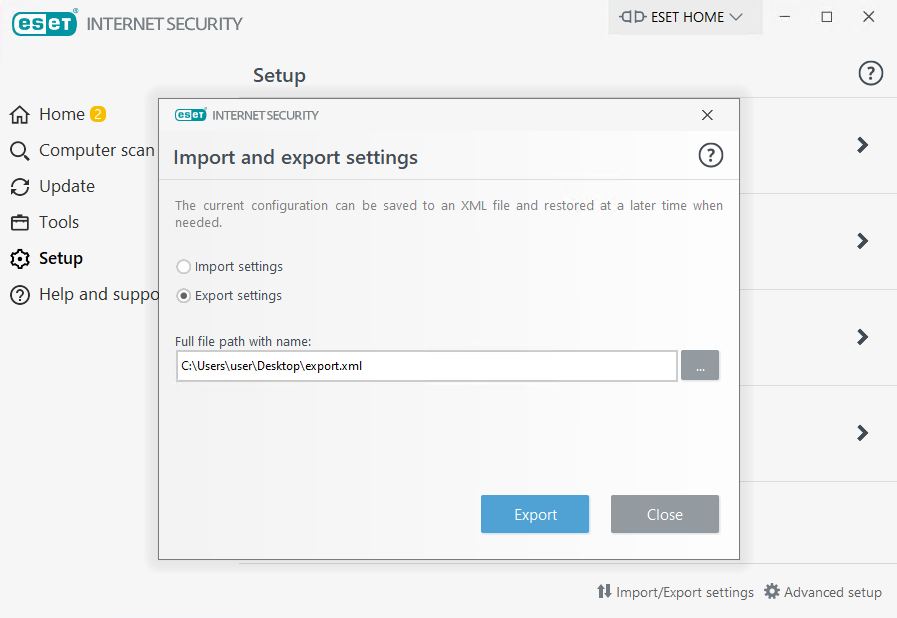 eset INTERNET SECURITY
ESET HOME
Setup
Home 2
Computer scan
Update
Tools
Setup
Help and suppo
eset INTERNET SECURITY
Import and export settings
The current configuration can be saved to an XML file and restored at a later time when
needed.
Import settings
Export settings
Full file path with name:
C:\Users\user\Desktop\export.xml
...
Export
Close
Import/Export settings
Advanced setup